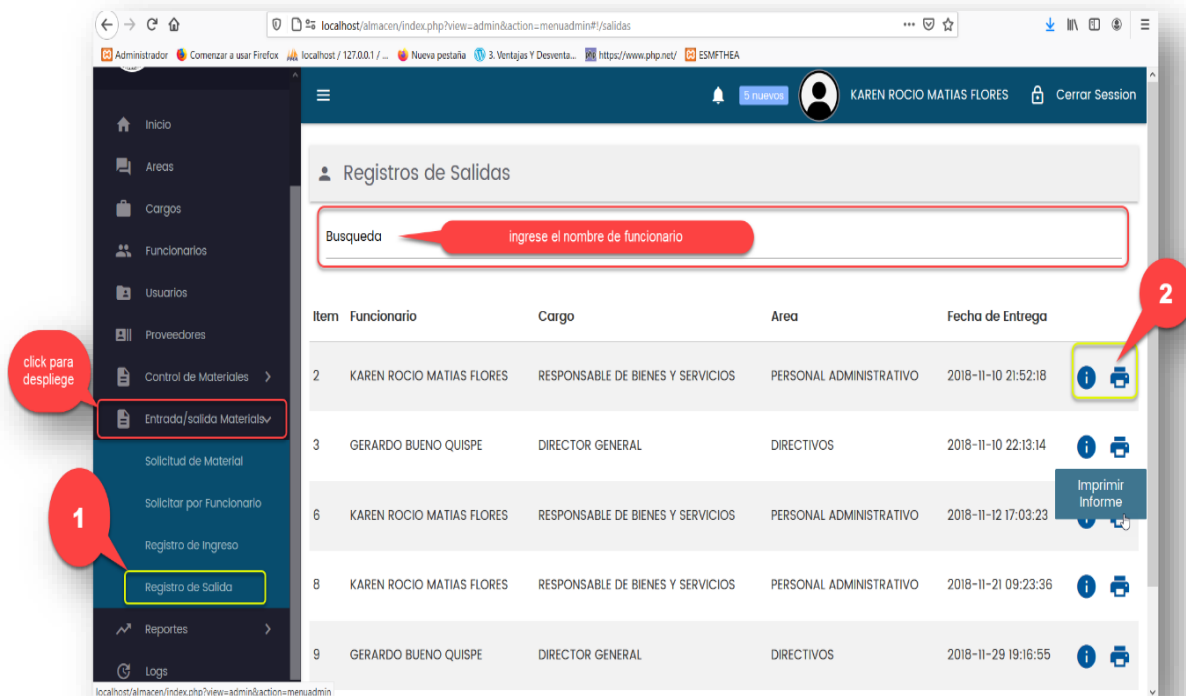 localhost/almacen/index.php?view=admin&action=menuadmin#!/salidas
Administrador Comenzar a usar Firefox localhost / 127.0.0.1 / ... Nueva pestaña 3. Ventajas Y Desventa... https://www.php.net/ ESMFTHEA
5 nuevos KAREN ROCIO MATIAS FLORES Cerrar Session
Inicio
Areas
Cargos
Funcionarios
Usuarios
Proveedores
Control de Materiales
Entrada/salida Materials
Solicitud de Material
Solicitar por Funcionario
Registro de Ingreso
Registro de Salida
Reportes
Logs
click para
despliege
1
Registros de Salidas
Busqueda ingrese el nombre de funcionario
2
Item Funcionario Cargo Area Fecha de Entrega
2 KAREN ROCIO MATIAS FLORES RESPONSABLE DE BIENES Y SERVICIOS PERSONAL ADMINISTRATIVO 2018-11-10 21:52:18
3 GERARDO BUENO QUISPE DIRECTOR GENERAL DIRECTIVOS 2018-11-10 22:13:14
Imprimir
Informe
6 KAREN ROCIO MATIAS FLORES RESPONSABLE DE BIENES Y SERVICIOS PERSONAL ADMINISTRATIVO 2018-11-12 17:03:23
8 KAREN ROCIO MATIAS FLORES RESPONSABLE DE BIENES Y SERVICIOS PERSONAL ADMINISTRATIVO 2018-11-21 09:23:36
9 GERARDO BUENO QUISPE DIRECTOR GENERAL DIRECTIVOS 2018-11-29 19:16:55
localhost/almacen/index.php?view=admin&action=menuadmin